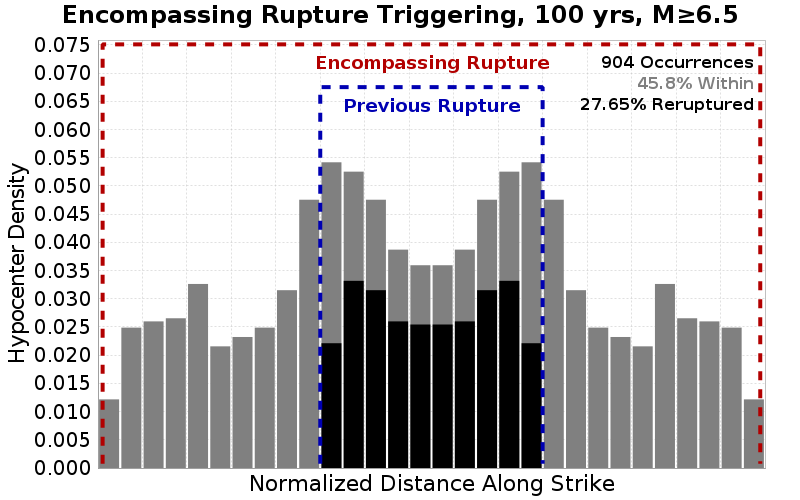 Encompassing Rupture Triggering, 100 yrs, M≥6.5
0.075
0.070
0.065
0.060
0.055
0.050
0.045
0.040
0.035
0.030
0.025
0.020
0.015
0.010
0.005
0.000
Hypocenter Density
Encompassing Rupture
Previous Rupture
904 Occurrences
45.8% Within
27.65% Reruptured
Normalized Distance Along Strike